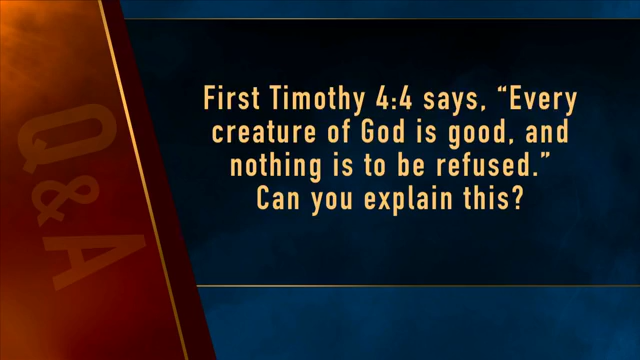 Q&A
First Timothy 4:4 says, “Every
creature of God is good, and
nothing is to be refused.”
Can you explain this?